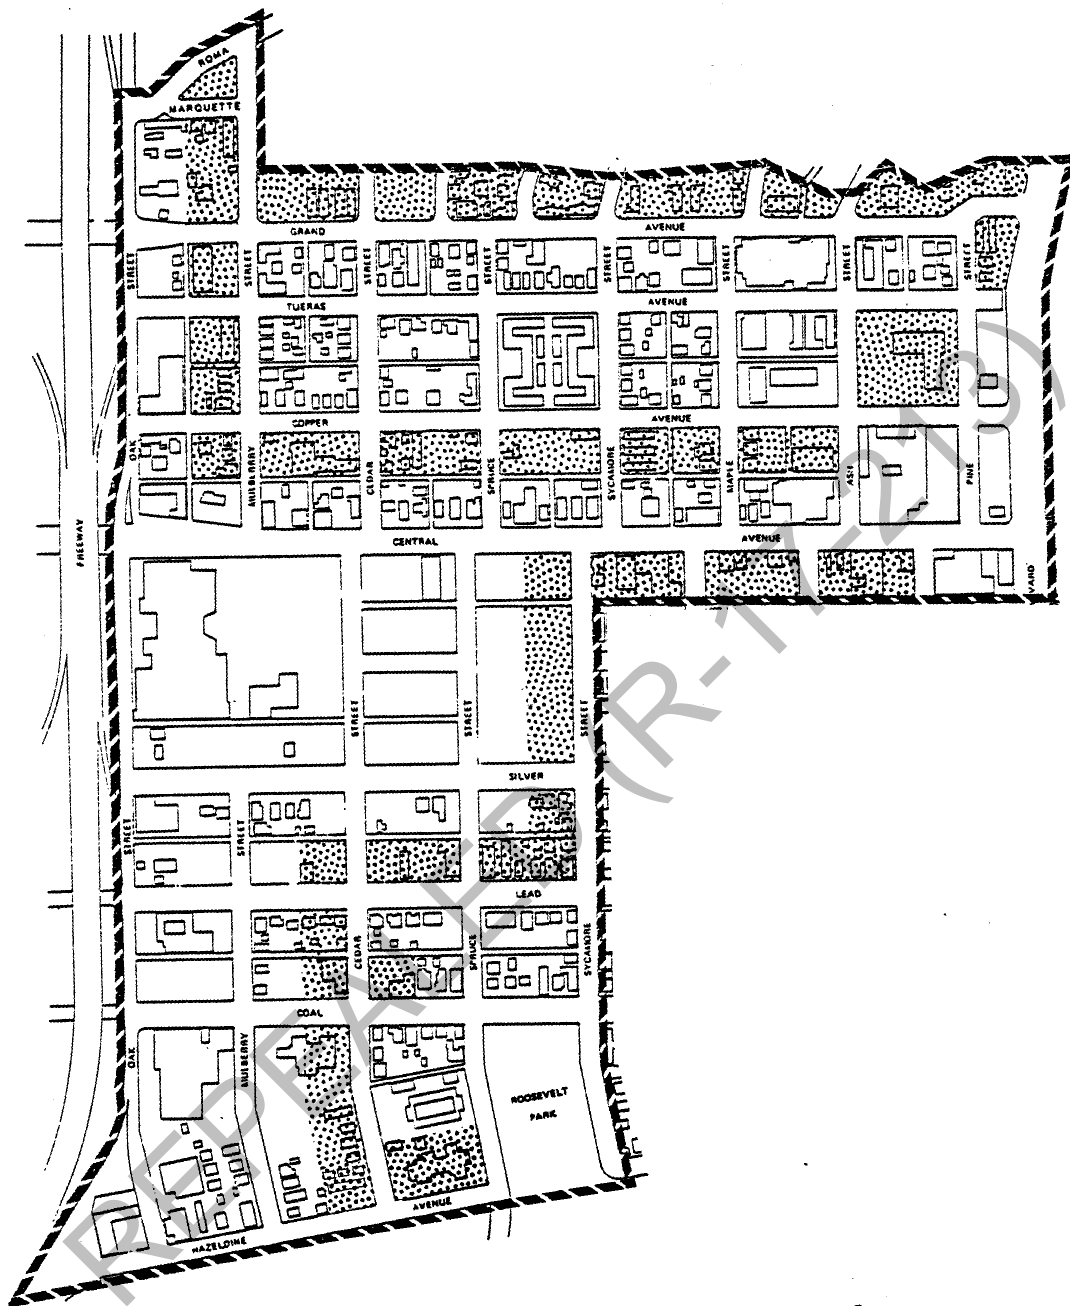 ROMA
MARQUETTE
GRAND
AVENUE
STREET
STREET
STREET
STREET
STREET
STREET
STREET
STREET
TIJERAS
AVENUE
COPPER
AVENUE
OAK
MULBERRY
CEDAR
SPRUCE
SYCAMORE
MAPLE
ASH
PINE
FREEWAY
CENTRAL
AVENUE
VARD
STREET
STREET
STREET
SILVER
STREET
STREET
LEAD
CEDAR
SPRUCE
SYCAMORE
COAL
OAK
MULBERRY
ROOSEVELT
PARK
HAZELDINE
AVENUE
REPEALED (R-17-213)